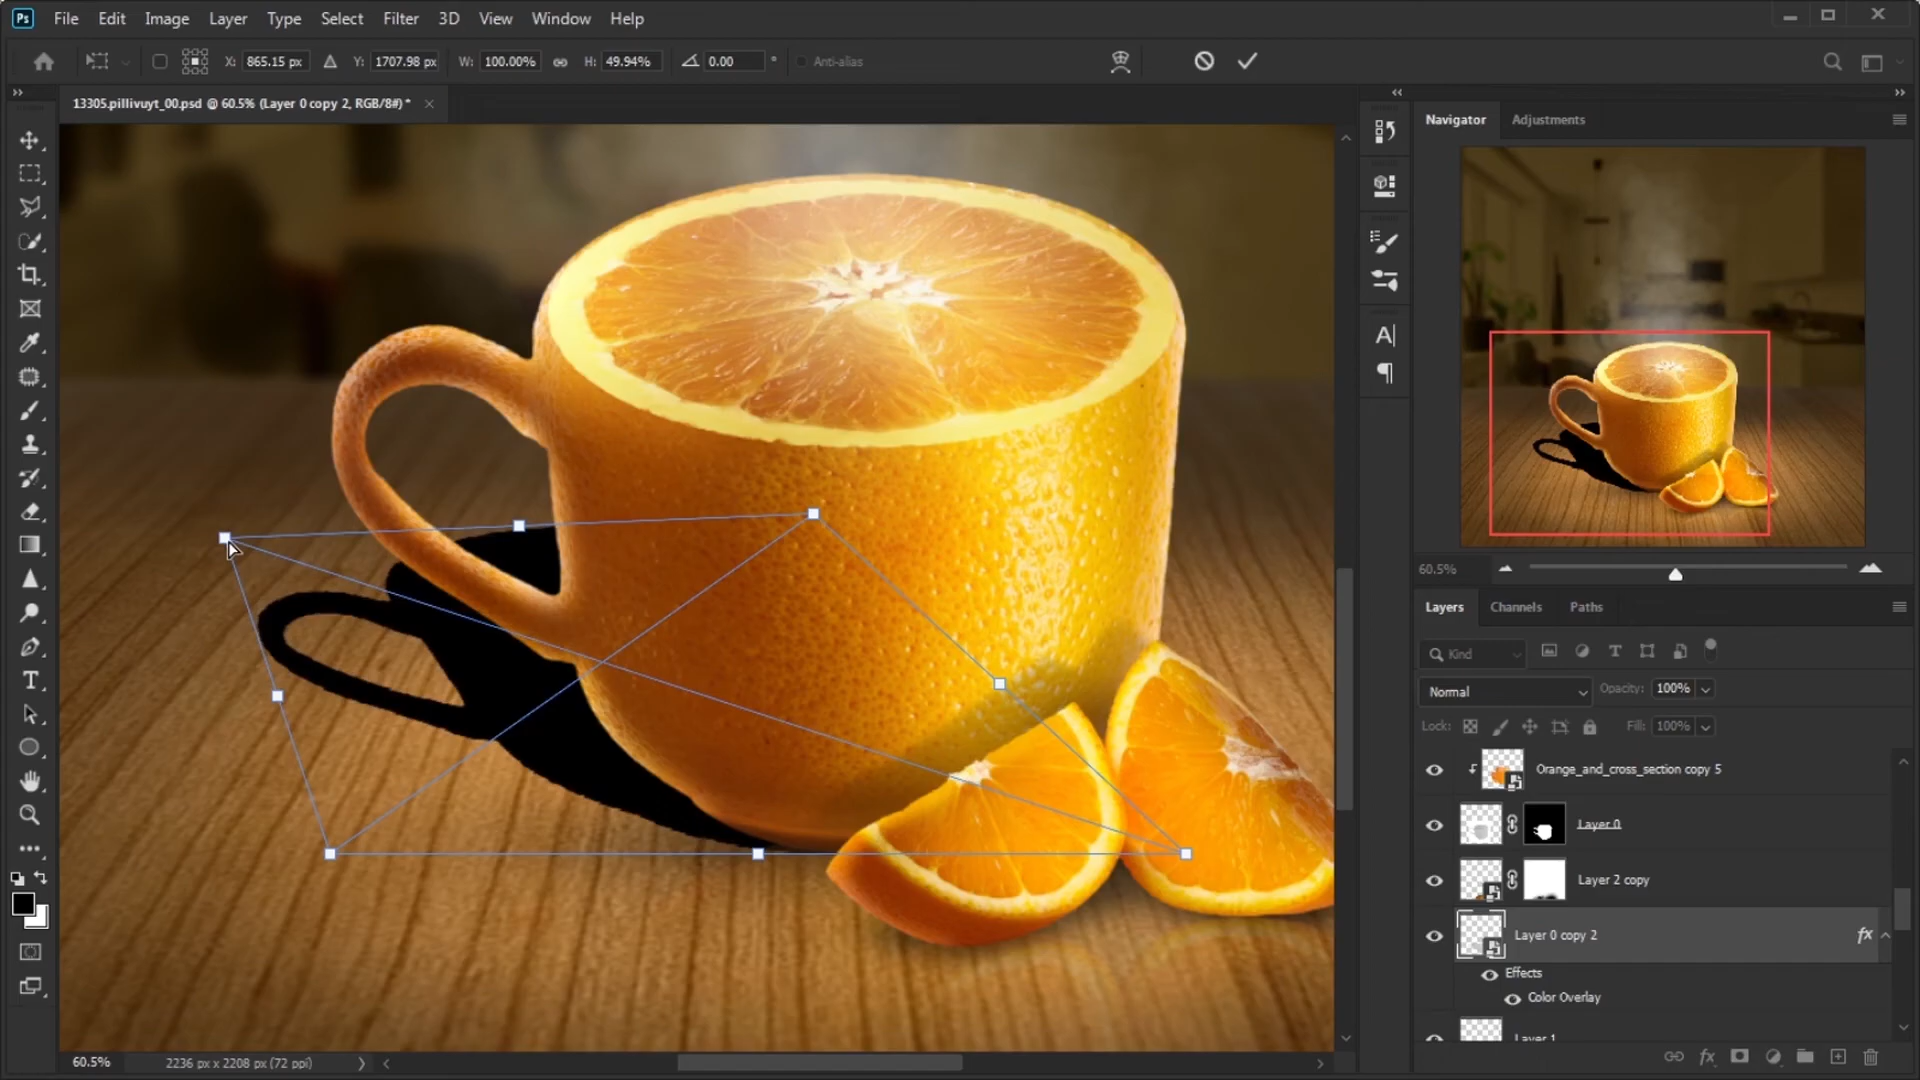 Ps File Edit Image Layer Type Select Filter 3D View Window Help
X: 865.15 px Y: 1707.98 px W: 100.00% H: 49.94% 0.00 ° Anti-alias
13305.pillivuyt_00.psd @ 60.5% (Layer 0 copy 2, RGB/8#) *
Navigator Adjustments
60.5%
Layers Channels Paths
Kind
Normal Opacity: 100%
Lock: Fill: 100%
Orange_and_cross_section copy 5
Layer 0
Layer 2 copy
Layer 0 copy 2 fx
Effects
Color Overlay
Layer 1
60.5% 2236 px x 2208 px (72 ppi)